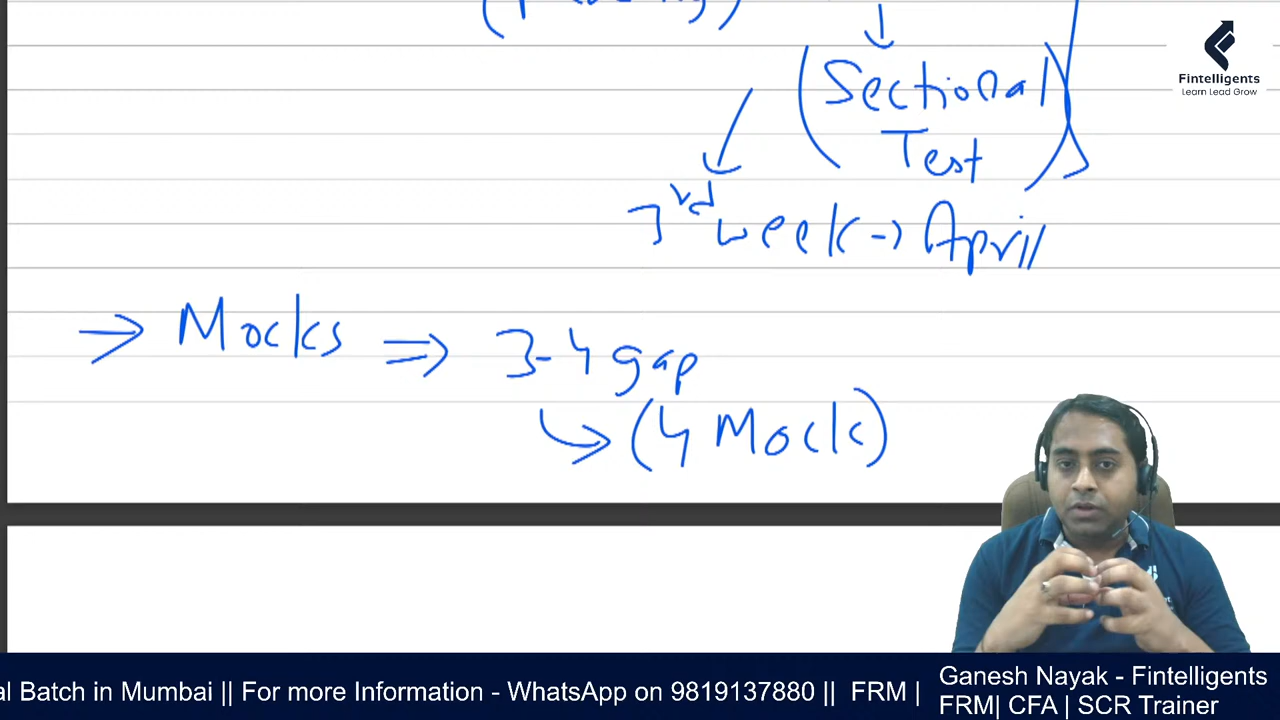 Fintelligents
Learn Lead Grow
(Sectional
Test)
3rd week → April
→ Mocks ⇒ 3-4 gap
↳ (4 Mock)
al Batch in Mumbai || For more Information - WhatsApp on 9819137880 || FRM |
Ganesh Nayak - Fintelligents
FRM| CFA | SCR Trainer